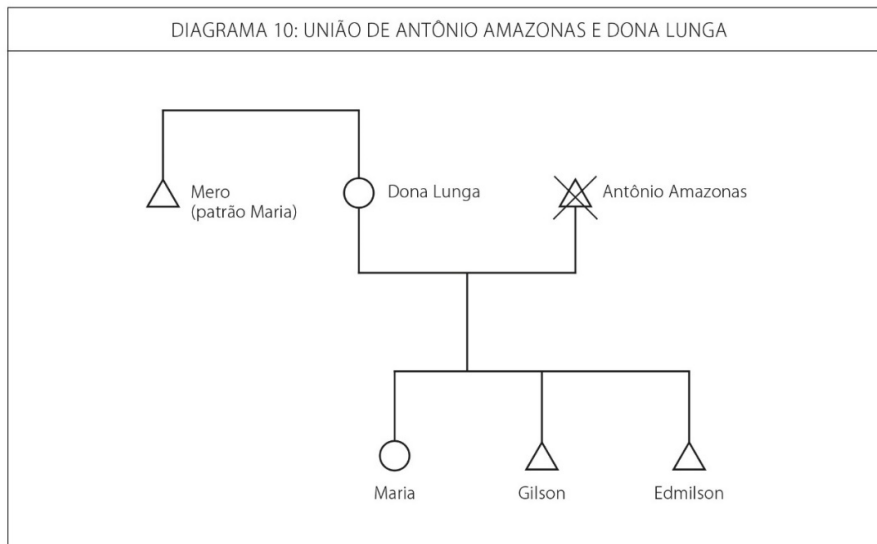 DIAGRAMA 10: UNIÃO DE ANTÔNIO AMAZONAS E DONA LUNGA
Mero
(patrão Maria)
Dona Lunga
Antônio Amazonas
Maria
Gilson
Edmilson